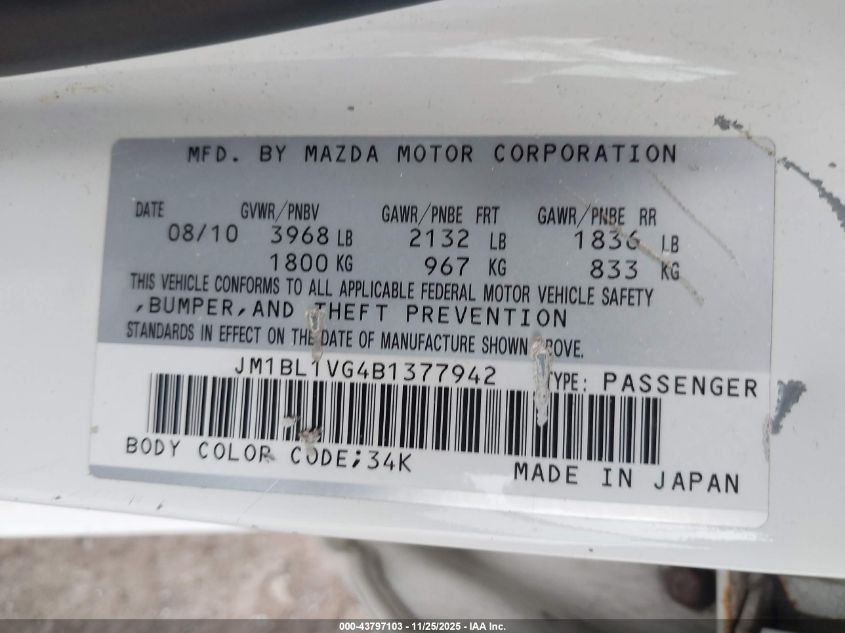 MFD. BY MAZDA MOTOR CORPORATION
DATE GVWR/PNBV GAWR/PNBE FRT GAWR/PNBE RR
08/10 3968 LB 2132 LB 1836 LB
1800 KG 967 KG 833 KG
THIS VEHICLE CONFORMS TO ALL APPLICABLE FEDERAL MOTOR VEHICLE SAFETY
,BUMPER,AND THEFT PREVENTION
STANDARDS IN EFFECT ON THE DATE OF MANUFACTURE SHOWN ABOVE.
JM1BL1VG4B1377942 TYPE: PASSENGER
BODY COLOR CODE;34K
MADE IN JAPAN
000-43797103 - 11/25/2025 - IAA Inc.